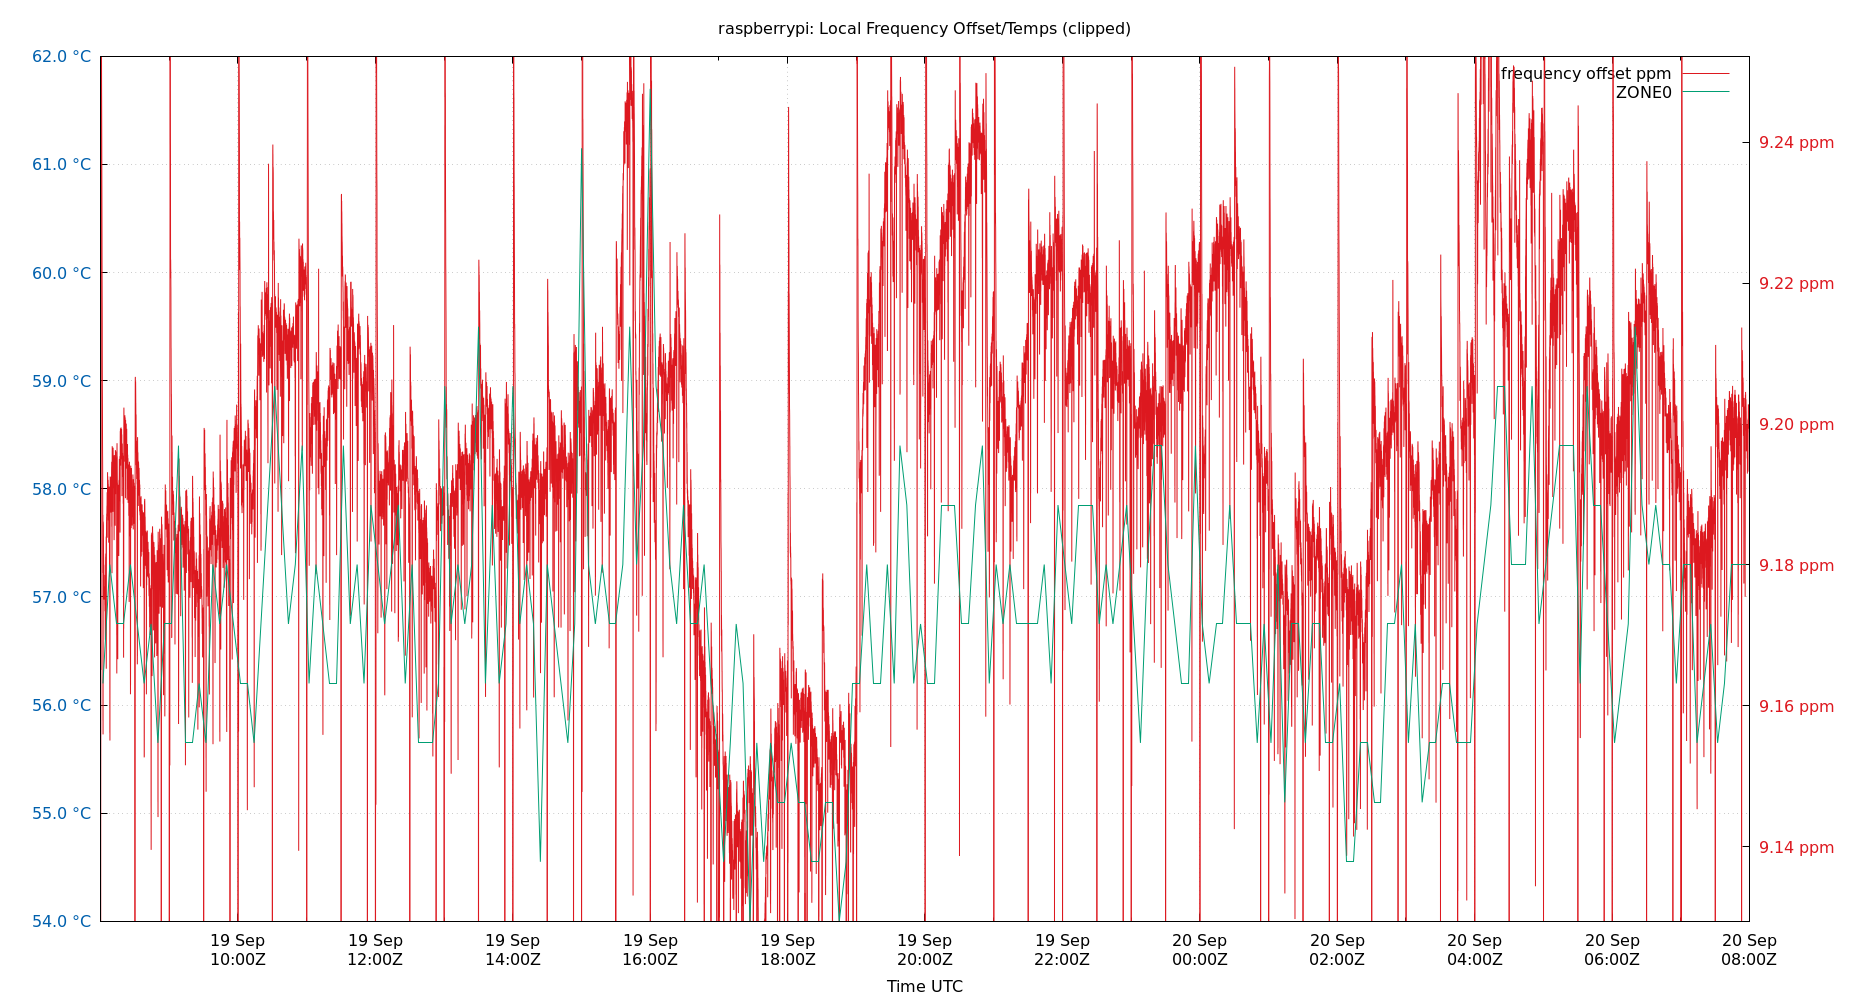 raspberrypi: Local Frequency Offset/Temps (clipped)
62.0 °C
61.0 °C
60.0 °C
59.0 °C
58.0 °C
57.0 °C
56.0 °C
55.0 °C
54.0 °C
frequency offset ppm
ZONE0
9.24 ppm
9.22 ppm
9.20 ppm
9.18 ppm
9.16 ppm
9.14 ppm
19 Sep
10:00Z
19 Sep
12:00Z
19 Sep
14:00Z
19 Sep
16:00Z
19 Sep
18:00Z
19 Sep
20:00Z
19 Sep
22:00Z
20 Sep
00:00Z
20 Sep
02:00Z
20 Sep
04:00Z
20 Sep
06:00Z
20 Sep
08:00Z
Time UTC